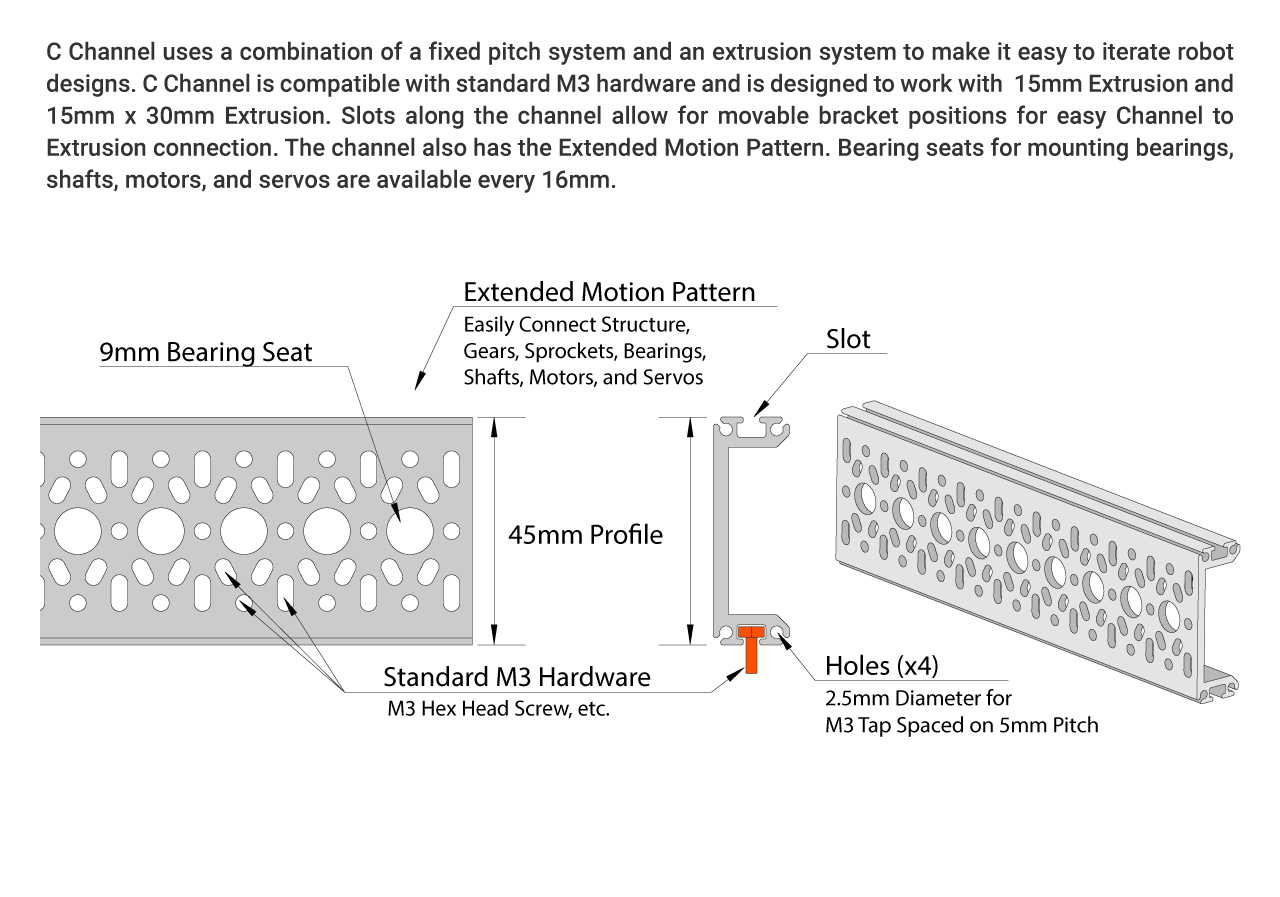 C Channel uses a combination of a fixed pitch system and an extrusion system to make it easy to iterate robot
designs. C Channel is compatible with standard M3 hardware and is designed to work with 15mm Extrusion and
15mm x 30mm Extrusion. Slots along the channel allow for movable bracket positions for easy Channel to
Extrusion connection. The channel also has the Extended Motion Pattern. Bearing seats for mounting bearings,
shafts, motors, and servos are available every 16mm.
Extended Motion Pattern
Easily Connect Structure,
Gears, Sprockets, Bearings,
Shafts, Motors, and Servos
9mm Bearing Seat
Slot
45mm Profile
Standard M3 Hardware
M3 Hex Head Screw, etc.
Holes (x4)
2.5mm Diameter for
M3 Tap Spaced on 5mm Pitch